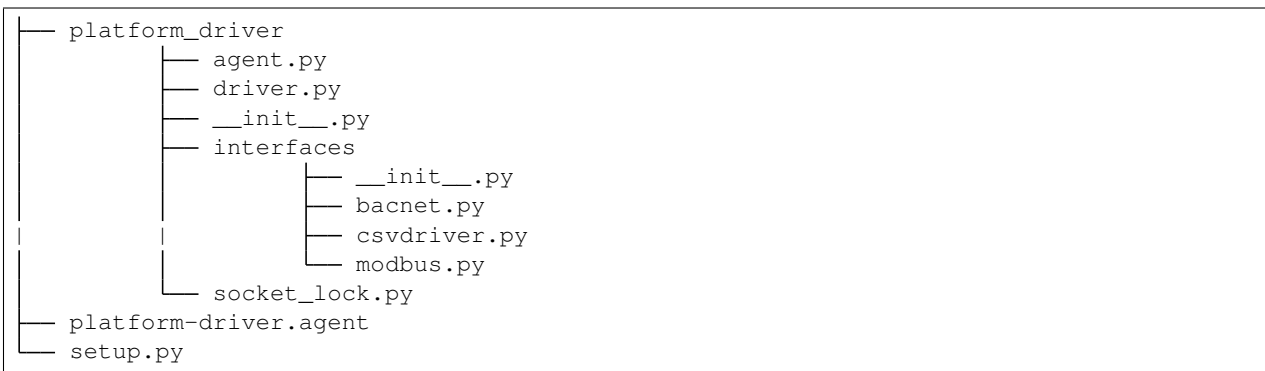 ├── platform_driver
│       ├── agent.py
│       ├── driver.py
│       ├── __init__.py
│       ├── interfaces
│       │       ├── __init__.py
│       │       ├── bacnet.py
|       |       ├── csvdriver.py
│       │       └── modbus.py
│       └── socket_lock.py
├── platform-driver.agent
└── setup.py